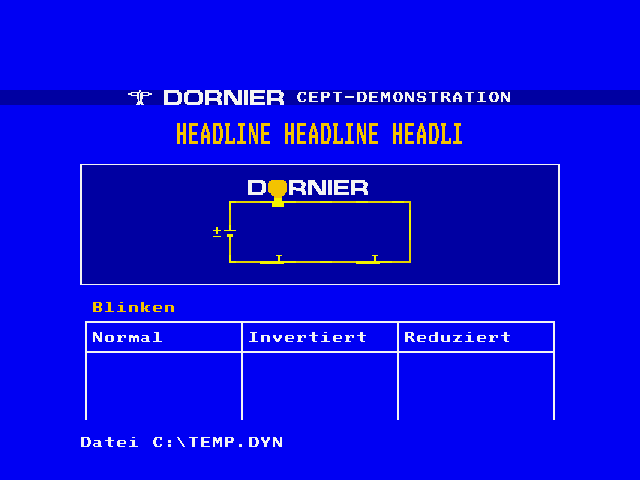 DORNIER CEPT-DEMONSTRATION
HEADLINE HEADLINE HEADLI
DORNIER
±
Blinken
Normal Invertiert Reduziert
Datei C:\TEMP.DYN